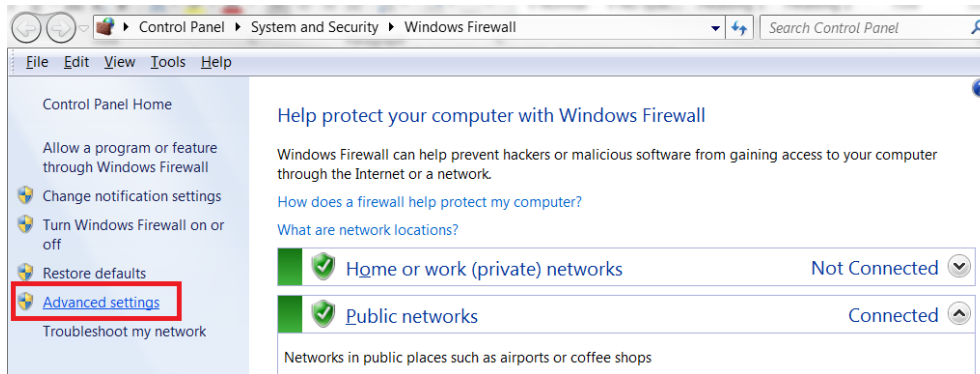 Control Panel System and Security Windows Firewall Search Control Panel
File Edit View Tools Help
Control Panel Home
Allow a program or feature
through Windows Firewall
Change notification settings
Turn Windows Firewall on or
off
Restore defaults
Advanced settings
Troubleshoot my network
Help protect your computer with Windows Firewall
Windows Firewall can help prevent hackers or malicious software from gaining access to your computer
through the Internet or a network.
How does a firewall help protect my computer?
What are network locations?
Home or work (private) networks Not Connected
Public networks Connected
Networks in public places such as airports or coffee shops